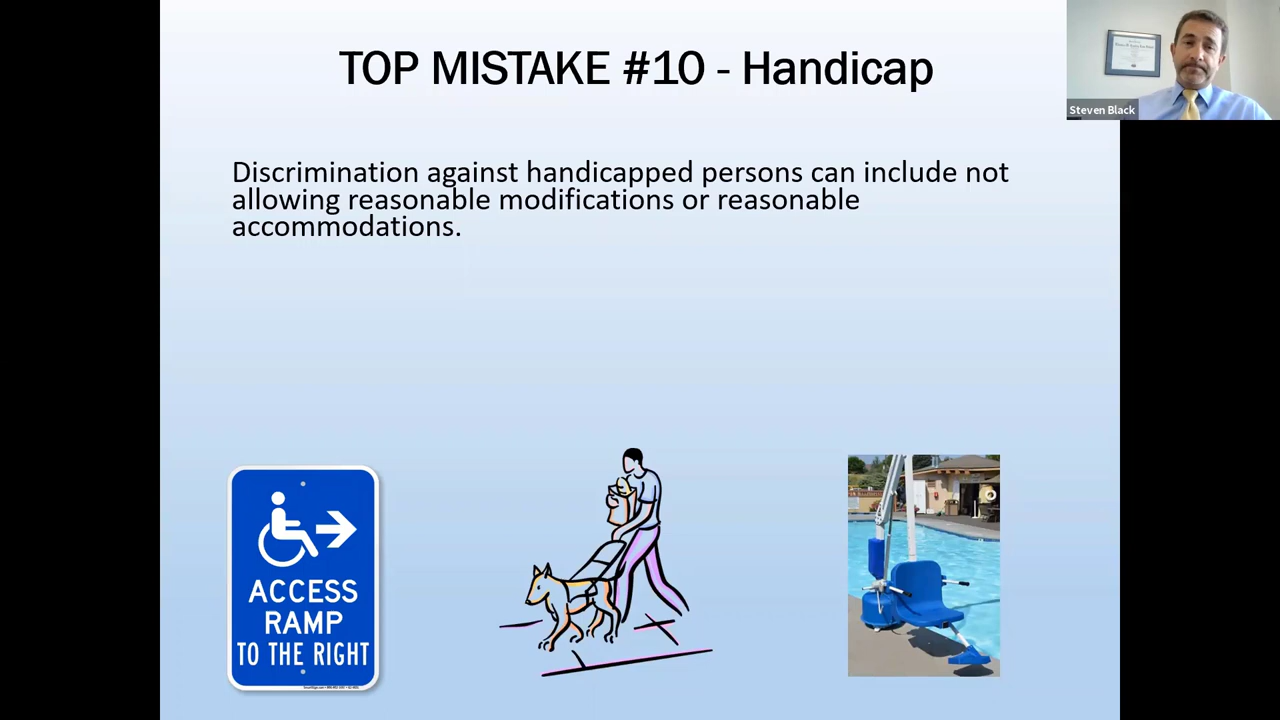 TOP MISTAKE #10 - Handicap
Steven Black
Discrimination against handicapped persons can include not
allowing reasonable modifications or reasonable
accommodations.
ACCESS
RAMP
TO THE RIGHT